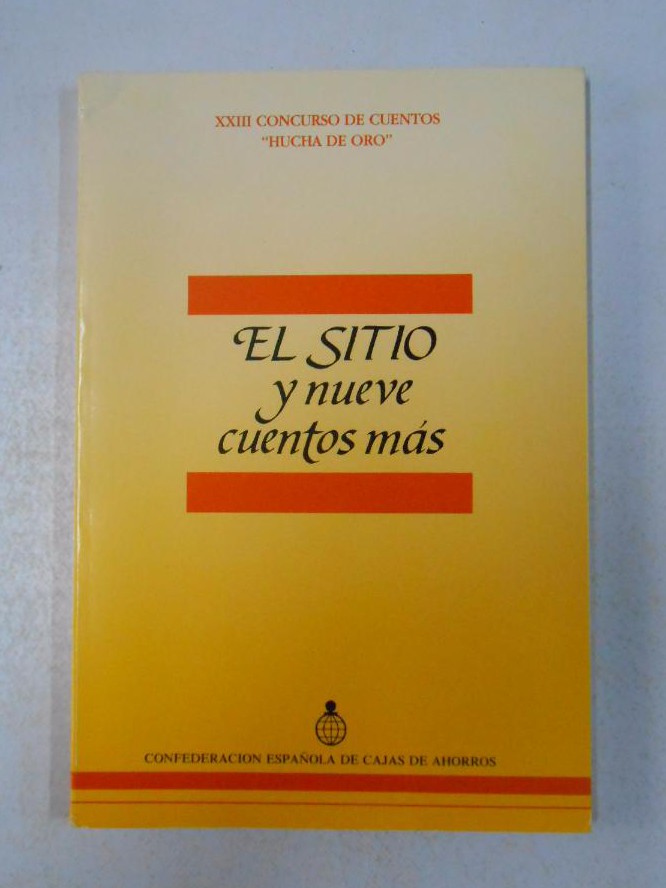 XXIII CONCURSO DE CUENTOS
"HUCHA DE ORO"
EL SITIO
y nueve
cuentos más
CONFEDERACION ESPAÑOLA DE CAJAS DE AHORROS